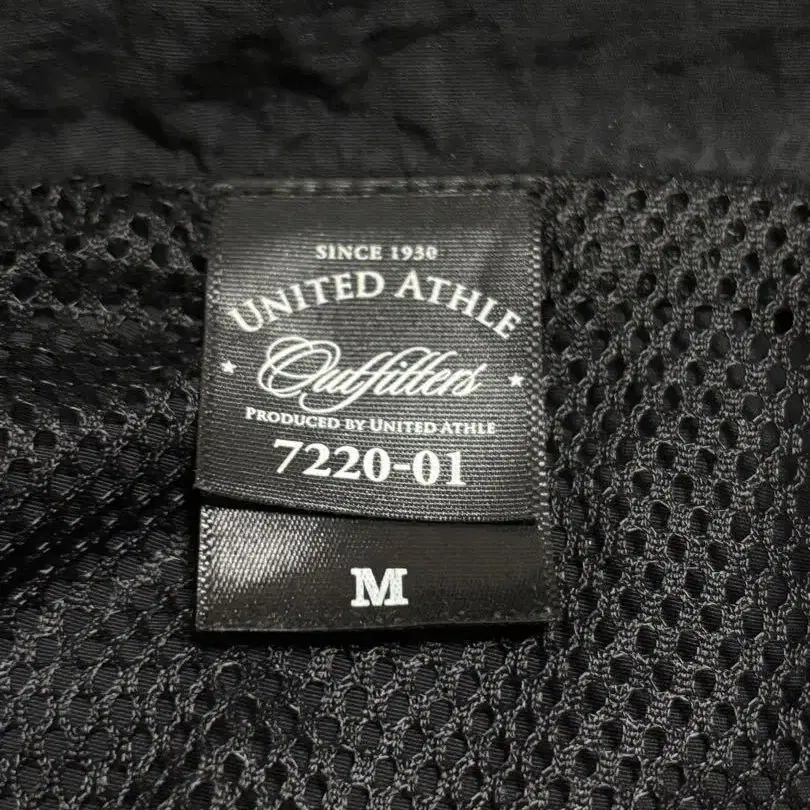 SINCE 1930
UNITED ATHLE
Outfitters
PRODUCED BY UNITED ATHLE
7220-01
M